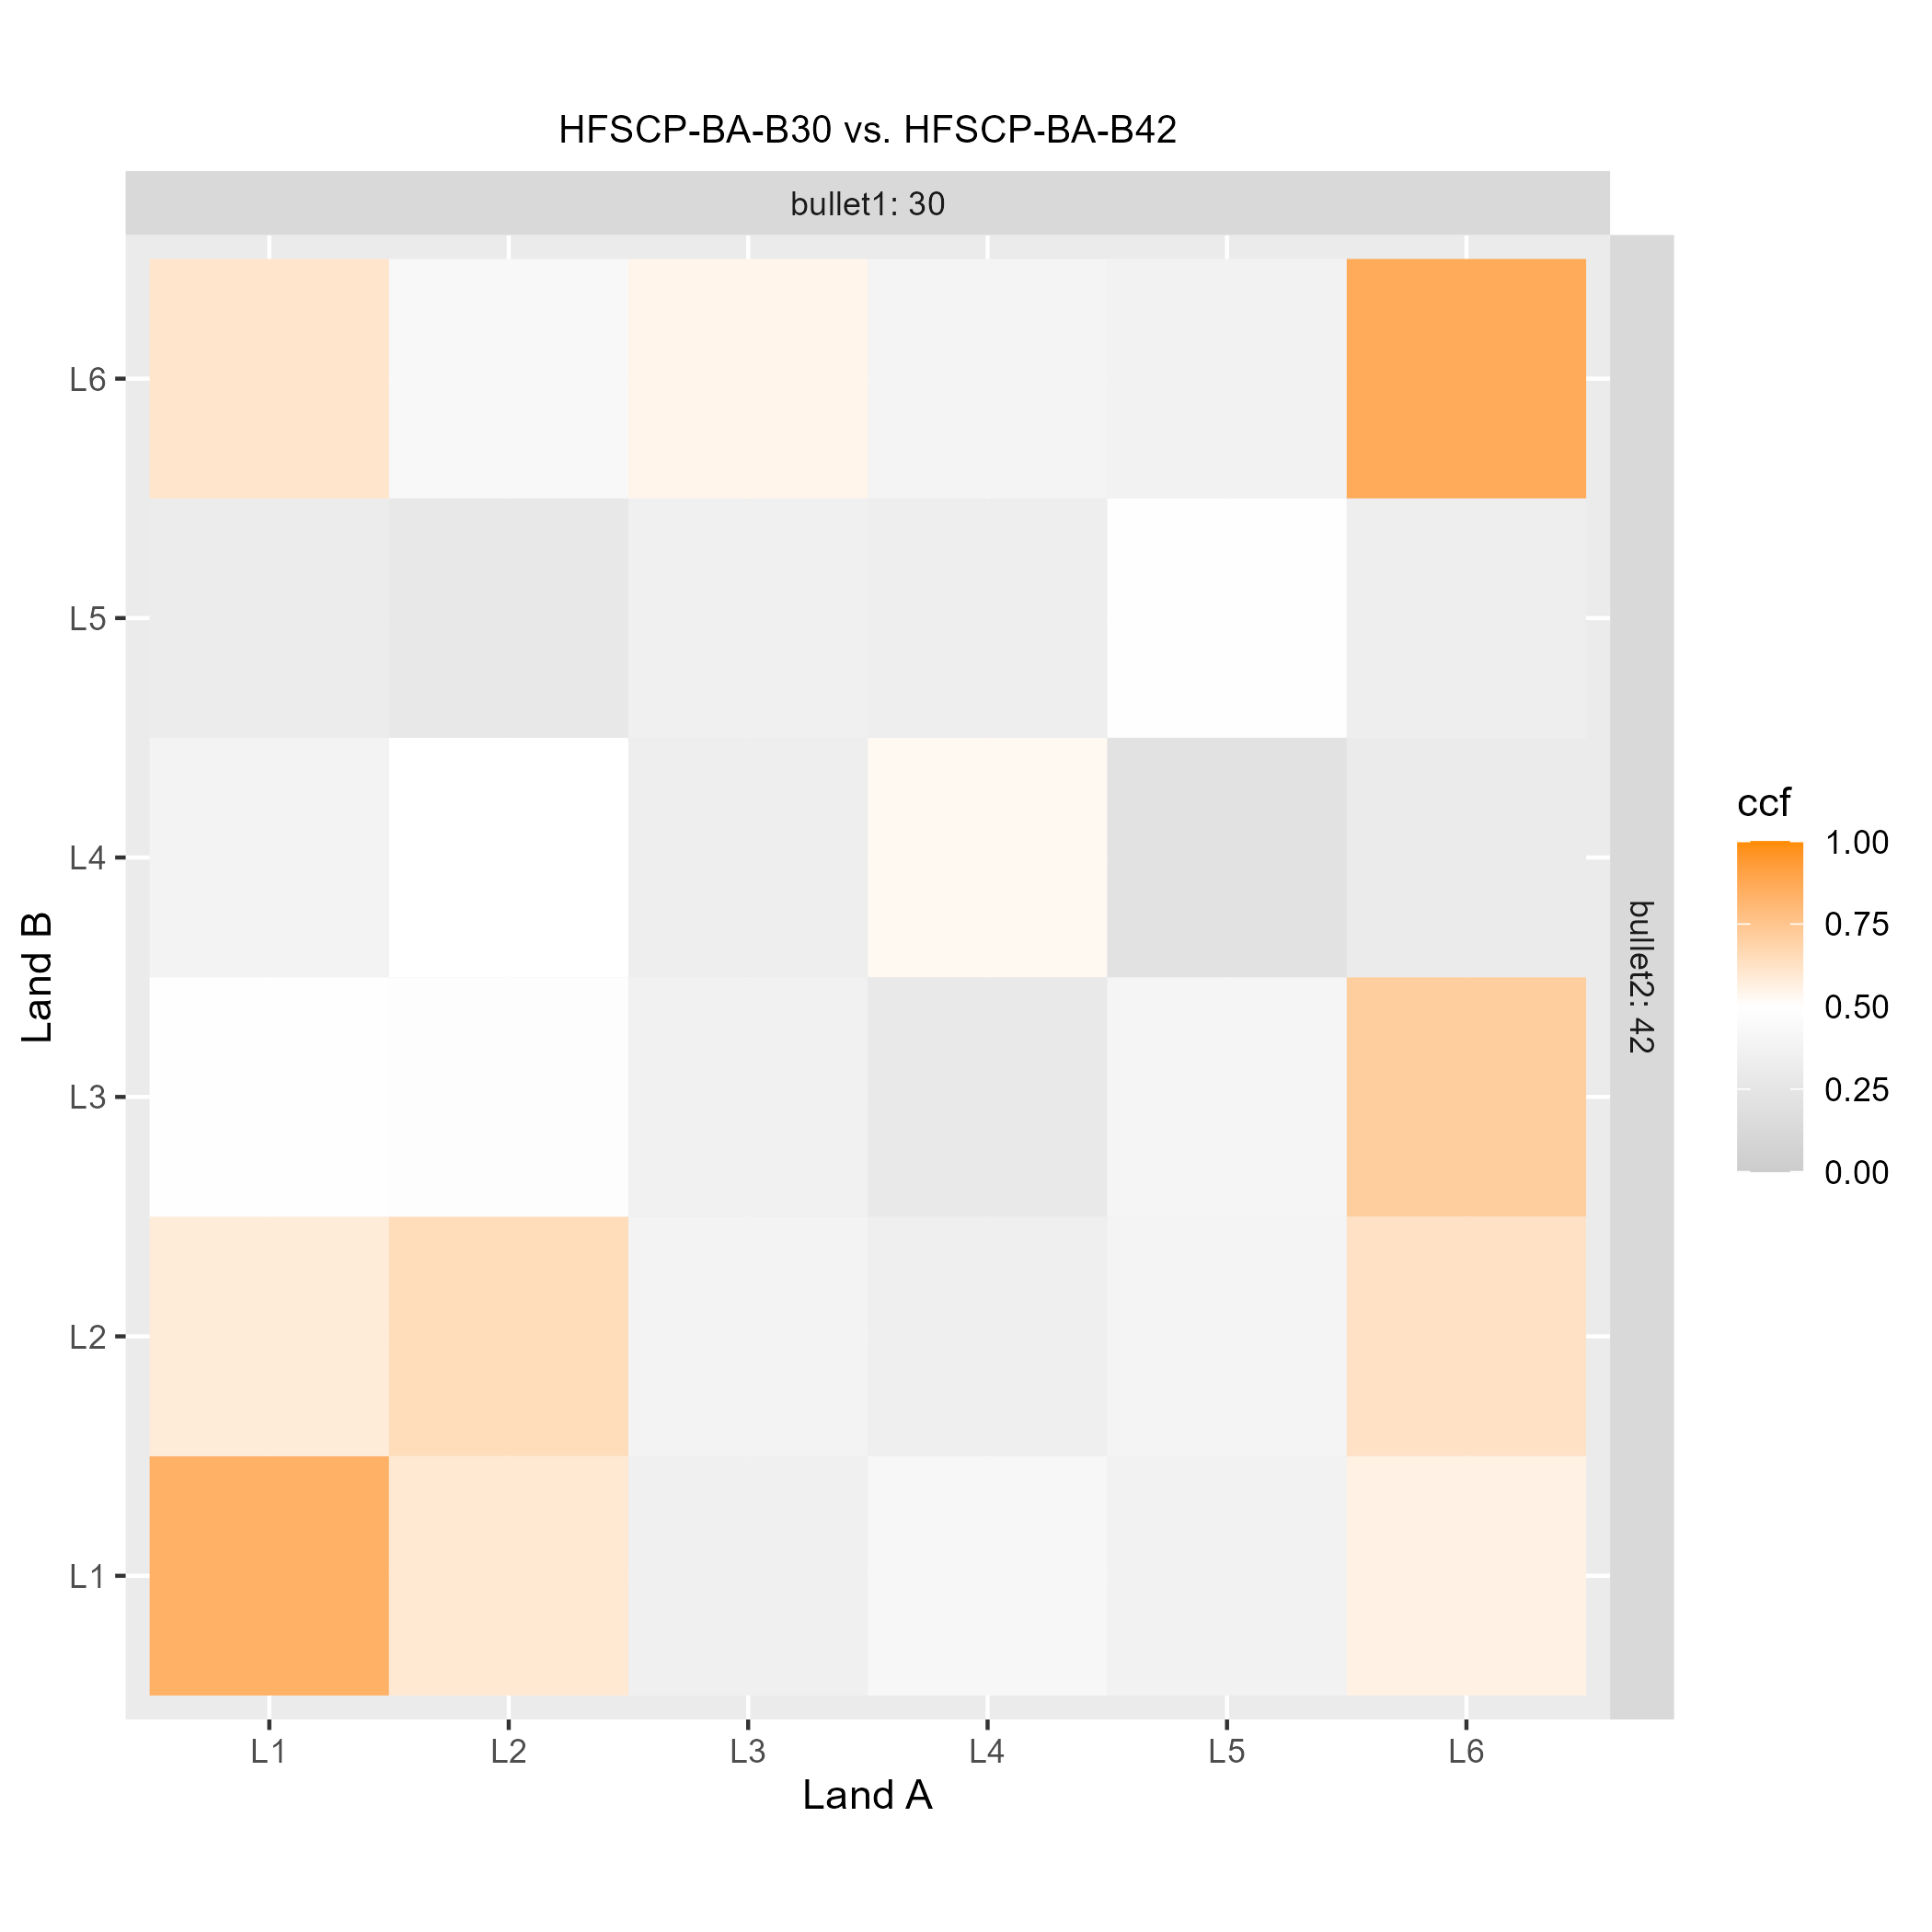 HFSCP-BA-B30 vs. HFSCP-BA-B42
bullet1: 30
L6
L5
L4
L3
L2
L1
Land B
bullet2: 42
ccf
1.00
0.75
0.50
0.25
0.00
L1 L2 L3 L4 L5 L6
Land A